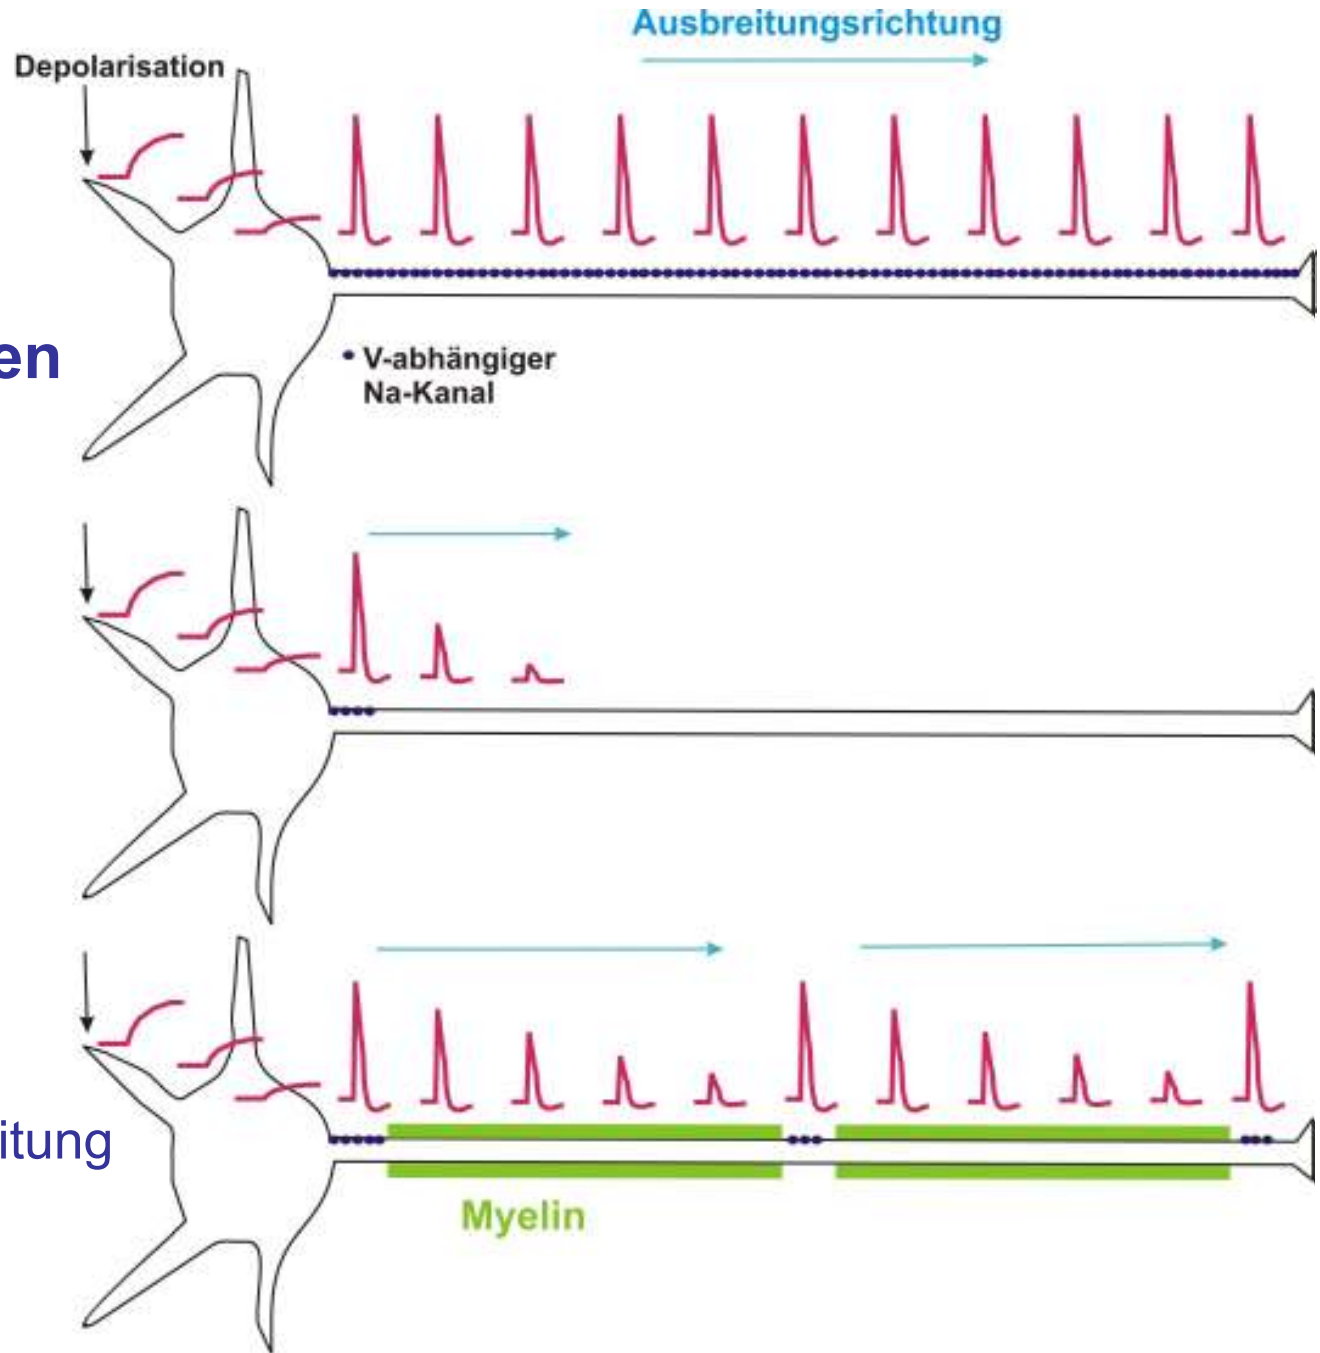 Ausbreitungsrichtung
Depolarisation
en
V-abhängiger
Na-Kanal
itung
Myelin